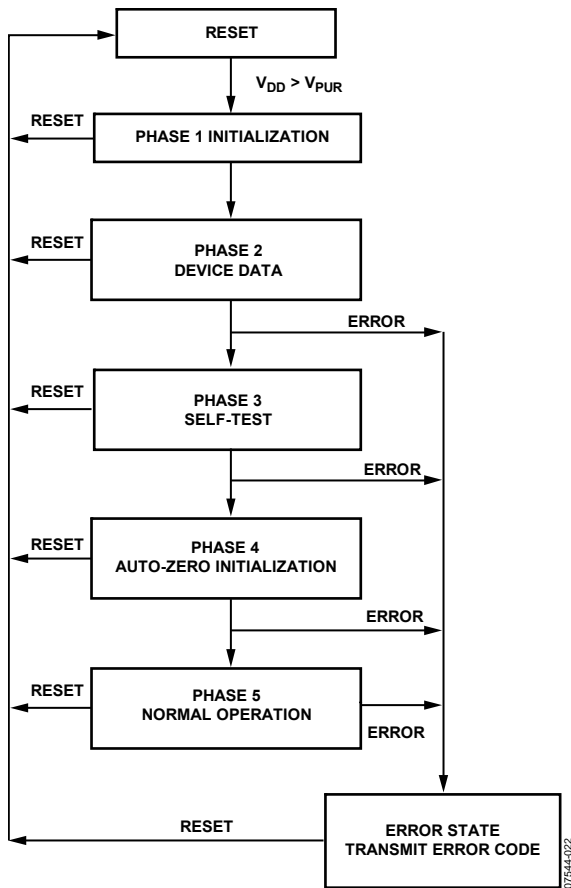 RESET
V_DD > V_PUR
RESET
PHASE 1 INITIALIZATION
RESET
PHASE 2
DEVICE DATA
ERROR
RESET
PHASE 3
SELF-TEST
ERROR
RESET
PHASE 4
AUTO-ZERO INITIALIZATION
ERROR
RESET
PHASE 5
NORMAL OPERATION
ERROR
RESET
ERROR STATE
TRANSMIT ERROR CODE
07544-022